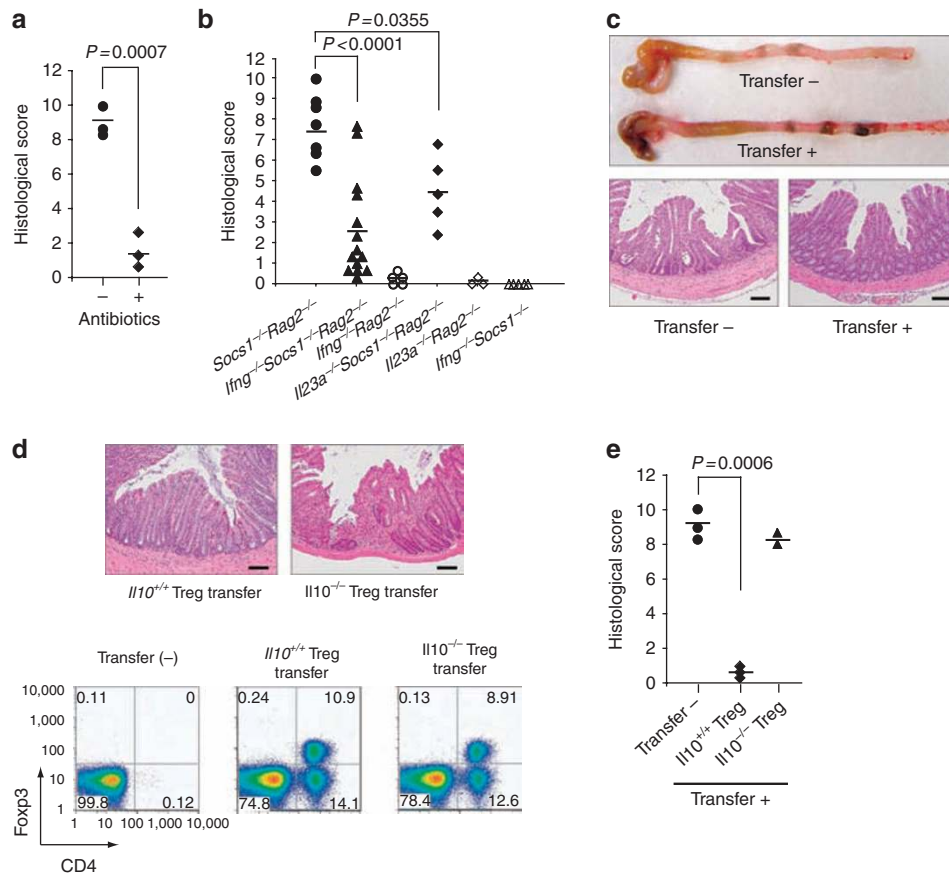 a
P=0.0007
12
10
8
6
4
2
0
Histological score
– +
Antibiotics
b
P=0.0355
P<0.0001
12
10
9
8
7
6
5
4
3
2
1
0
Histological score
Socs1–/–Rag2–/–
Ifng–/–Socs1–/–Rag2–/–
Ifng–/–Rag2–/–
Il23a–/–Socs1–/–Rag2–/–
Il23a–/–Rag2–/–
Ifng–/–Socs1–/–
c
Transfer –
Transfer +
Transfer – Transfer +
d
Il10+/+ Treg transfer Il10–/– Treg transfer
Transfer (–)
Il10+/+ Treg
transfer
Il10–/– Treg
transfer
10,000
1,000
100
10
1
0.11 0
99.8 0.12
0.24 10.9
74.8 14.1
0.13 8.91
78.4 12.6
1 10 100 1,000 10,000
Foxp3
CD4
e
P=0.0006
12
10
8
6
4
2
0
Histological score
Transfer –
Il10+/+ Treg
Il10–/– Treg
Transfer +